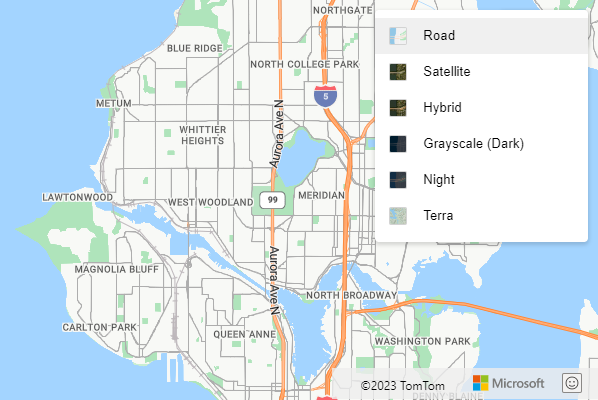 NORTHGATE
BLUE RIDGE
NORTH COLLEGE PARK
5
METUM
WHITTIER
HEIGHTS
Aurora Ave N
LAWTONWOOD
WEST WOODLAND
99
MERIDIAN
Aurora Ave N
MAGNOLIA BLUFF
NORTH BROADWAY
CARLTON PARK
QUEEN ANNE
WASHINGTON PARK
DENNY BLAINE
Road
Satellite
Hybrid
Grayscale (Dark)
Night
Terra
©2023 TomTom
Microsoft